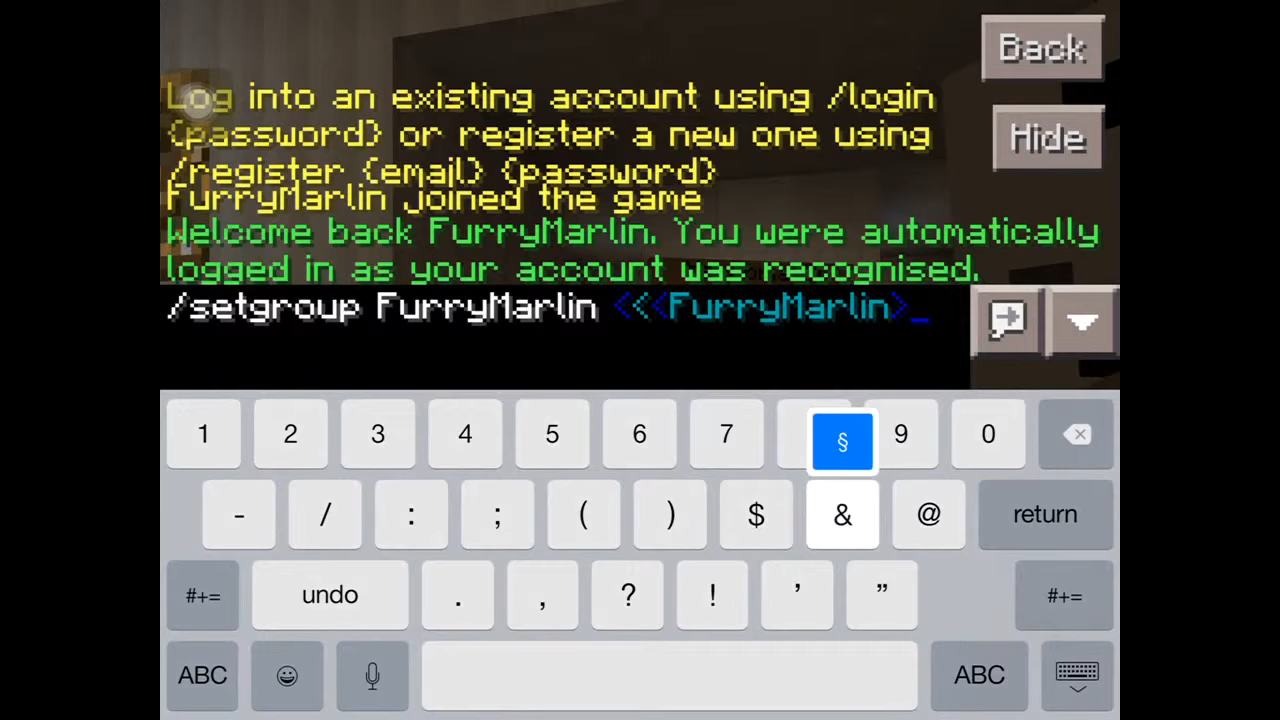 Back
Log into an existing account using /login
{password} or register a new one using
Hide
/register {email} {password}
FurryMarlin joined the game
Welcome back FurryMarlin. You were automatically
logged in as your account was recognised.
/setgroup FurryMarlin <<<FurryMarlin>_
1 2 3 4 5 6 7 § 9 0
- / : ; ( ) $ & @ return
#+= undo . , ? ! ’ ” #+=
ABC ABC